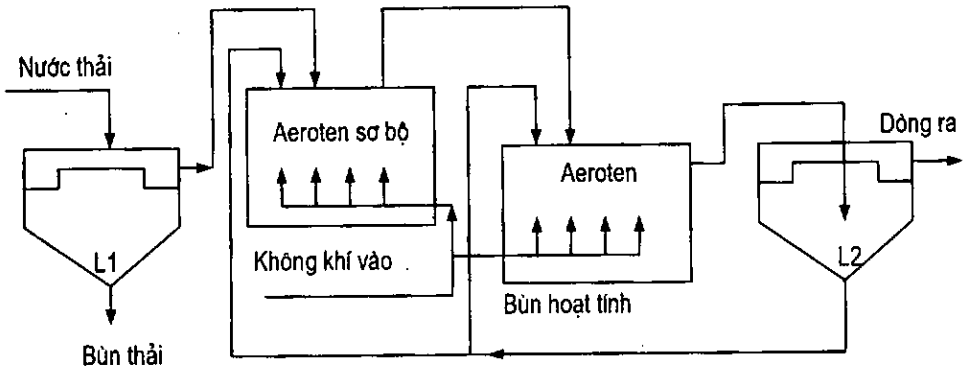 Nước thải
Aeroten sơ bộ
Dòng ra
Aeroten
L1
Không khí vào
L2
Bùn hoạt tính
Bùn thải